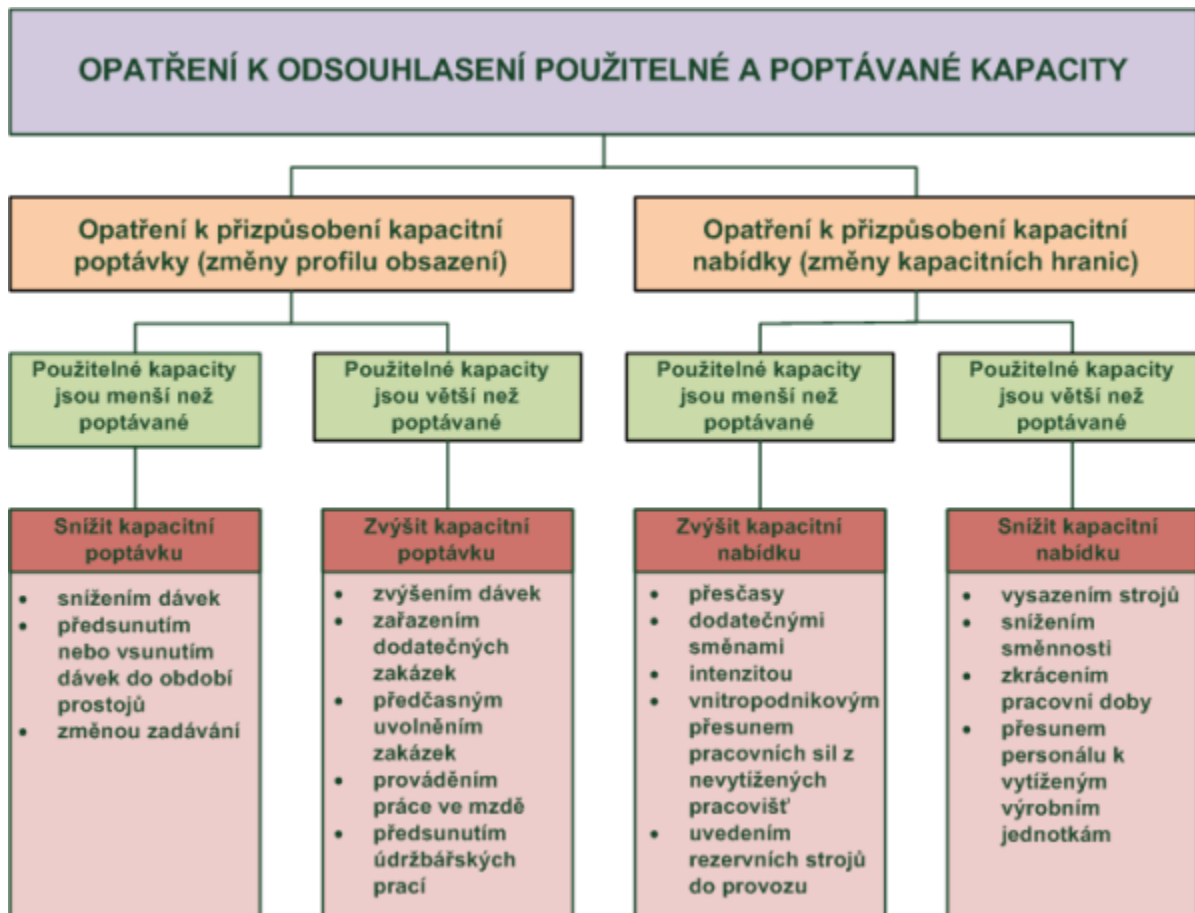 OPATŘENÍ K ODSOUHLASENÍ POUŽITELNÉ A POPTÁVANÉ KAPACITY
Opatření k přizpůsobení kapacitní
poptávky (změny profilu obsazení)
Opatření k přizpůsobení kapacitní
nabídky (změny kapacitních hranic)
Použitelné kapacity
jsou menší než
poptávané
Použitelné kapacity
jsou větší než
poptávané
Použitelné kapacity
jsou menší než
poptávané
Použitelné kapacity
jsou větší než
poptávané
Snížit kapacitní
poptávku
• snížením dávek
• předsunutím
nebo vsunutím
dávek do období
prostojů
• změnou zadávání
Zvýšit kapacitní
poptávku
• zvýšením dávek
• zařazením
dodatečných
zakázek
• předčasným
uvolněním
zakázek
• prováděním
práce ve mzdě
• předsunutím
údržbářských
prací
Zvýšit kapacitní
nabídku
• přesčasy
• dodatečnými
směnami
• intenzitou
• vnitropodnikovým
přesunem
pracovních sil z
nevytížených
pracovišť
• uvedením
rezervních strojů
do provozu
Snížit kapacitní
nabídku
• vysazením strojů
• snížením
směnnosti
• zkrácením
pracovní doby
• přesunem
personálu k
vytíženým
výrobním
jednotkám